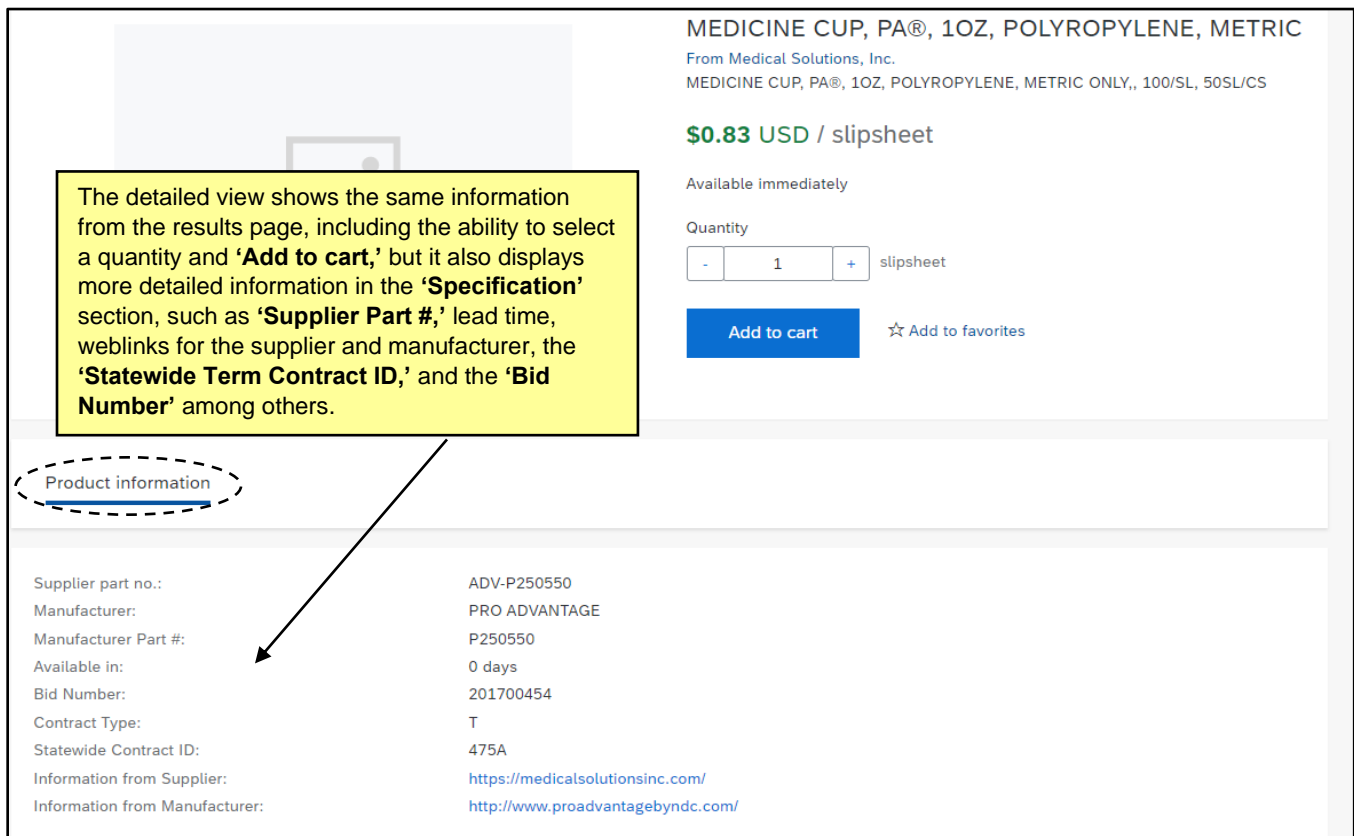 MEDICINE CUP, PA®, 1OZ, POLYROPYLENE, METRIC
From Medical Solutions, Inc.
MEDICINE CUP, PA®, 1OZ, POLYROPYLENE, METRIC ONLY,, 100/SL, 50SL/CS
$0.83 USD / slipsheet
Available immediately
Quantity
- 1 + slipsheet
Add to cart ☆ Add to favorites
The detailed view shows the same information
from the results page, including the ability to select
a quantity and ‘Add to cart,’ but it also displays
more detailed information in the ‘Specification’
section, such as ‘Supplier Part #,’ lead time,
weblinks for the supplier and manufacturer, the
‘Statewide Term Contract ID,’ and the ‘Bid
Number’ among others.
Product information
Supplier part no.: ADV-P250550
Manufacturer: PRO ADVANTAGE
Manufacturer Part #: P250550
Available in: 0 days
Bid Number: 201700454
Contract Type: T
Statewide Contract ID: 475A
Information from Supplier: https://medicalsolutionsinc.com/
Information from Manufacturer: http://www.proadvantagebyndc.com/